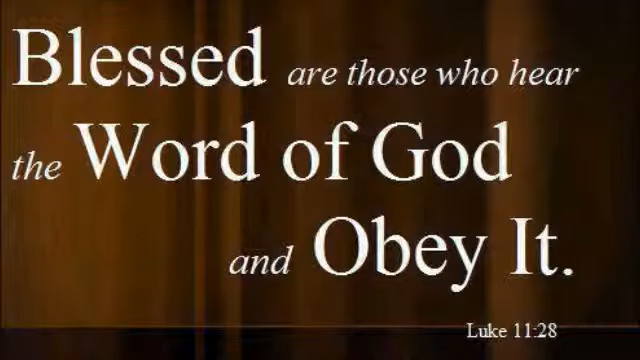 Blessed are those who hear
the Word of God
and Obey It.
Luke 11:28